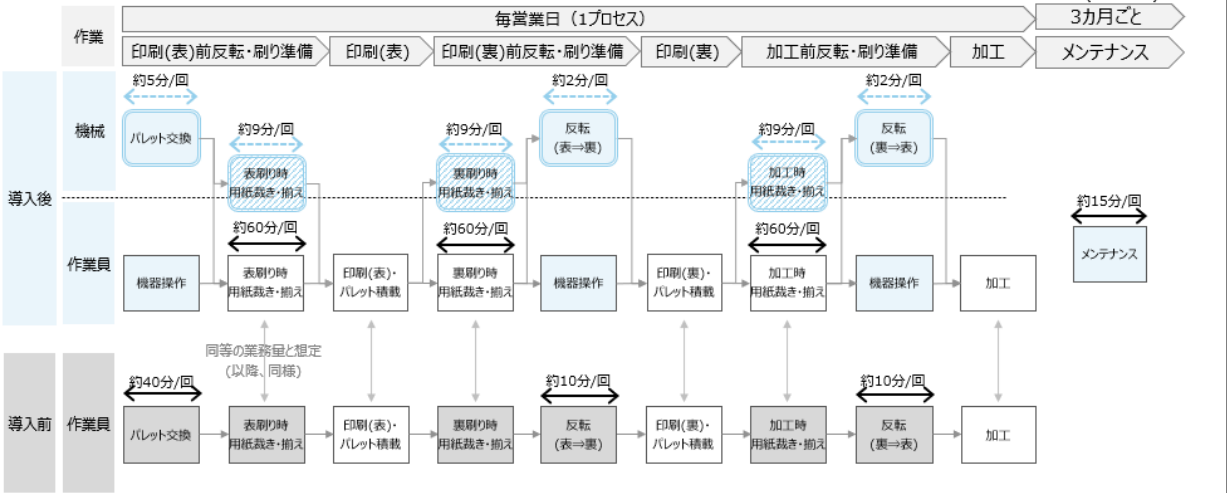 作業
毎営業日（1プロセス）
3カ月ごと
印刷(表)前反転・刷り準備
印刷(表)
印刷(裏)前反転・刷り準備
印刷(裏)
加工前反転・刷り準備
加工
メンテナンス
導入後
機械
約5分/回
パレット交換
約9分/回
表刷り時
用紙裁き・揃え
約9分/回
裏刷り時
用紙裁き・揃え
約2分/回
反転
(表⇒裏)
約9分/回
加工時
用紙裁き・揃え
約2分/回
反転
(裏⇒表)
作業員
機器操作
約60分/回
表刷り時
用紙裁き・揃え
印刷(表)・
パレット積載
約60分/回
裏刷り時
用紙裁き・揃え
機器操作
印刷(裏)・
パレット積載
約60分/回
加工時
用紙裁き・揃え
機器操作
加工
約15分/回
メンテナンス
同等の業務量と想定
(以降、同様)
導入前
作業員
約40分/回
パレット交換
表刷り時
用紙裁き・揃え
印刷(表)・
パレット積載
裏刷り時
用紙裁き・揃え
約10分/回
反転
(表⇒裏)
印刷(裏)・
パレット積載
加工時
用紙裁き・揃え
約10分/回
反転
(裏⇒表)
加工